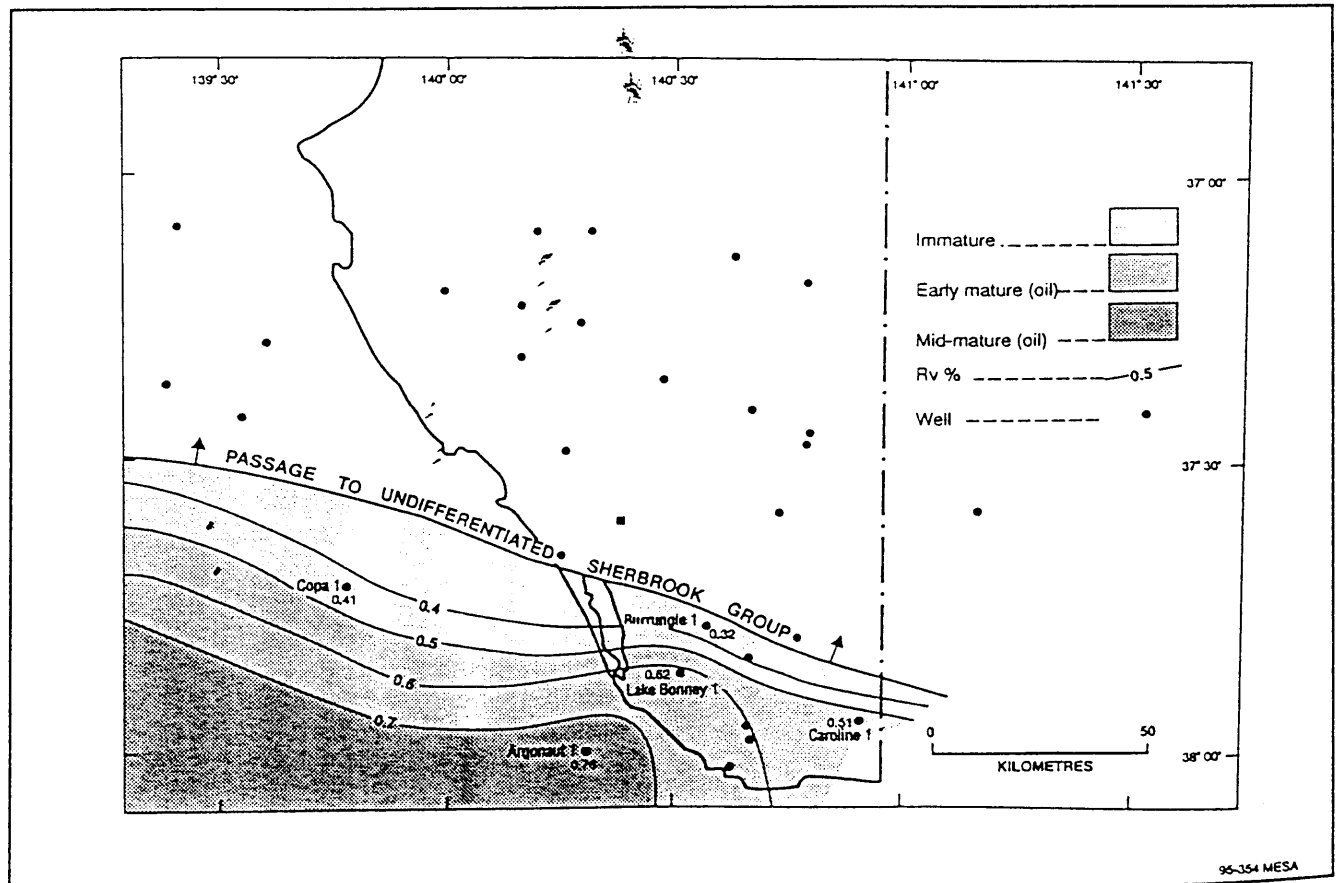 139° 30'
140° 00'
140° 30'
141° 00'
141° 30'
37° 00'
Immature
Early mature (oil)
Mid-mature (oil)
Rv %
0.5
Well
37° 30'
PASSAGE TO UNDIFFERENTIATED SHERBROOK GROUP
Copa 1
0.41
0.4
Burrungle 1
0.32
0.5
0.6
0.62
Lake Bonney 1
0.7
0.51
Caroline 1
Argonaut 1
0.76
0
50
KILOMETRES
38° 00'
95-354 MESA